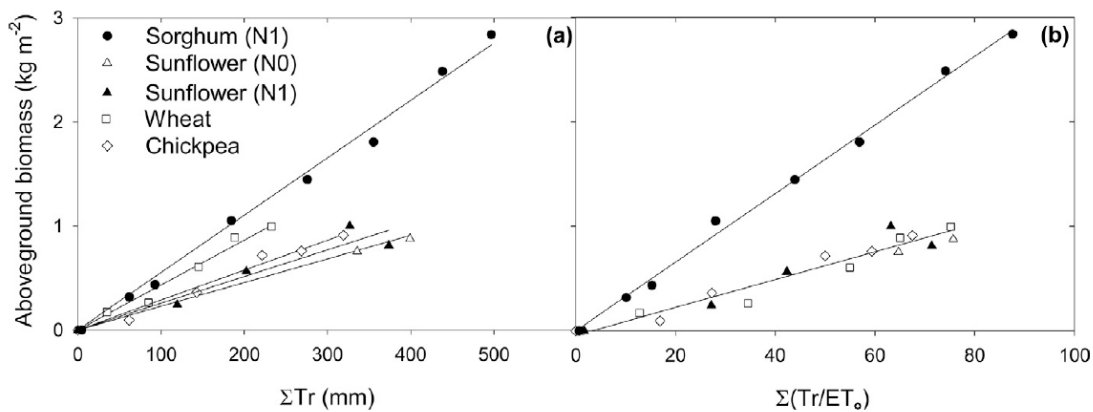 Aboveground biomass (kg m⁻²)
3
2
1
0
Sorghum (N1)
Sunflower (N0)
Sunflower (N1)
Wheat
Chickpea
(a)
(b)
0 100 200 300 400 500
0 20 40 60 80 100
ΣTr (mm)
Σ(Tr/ETₒ)